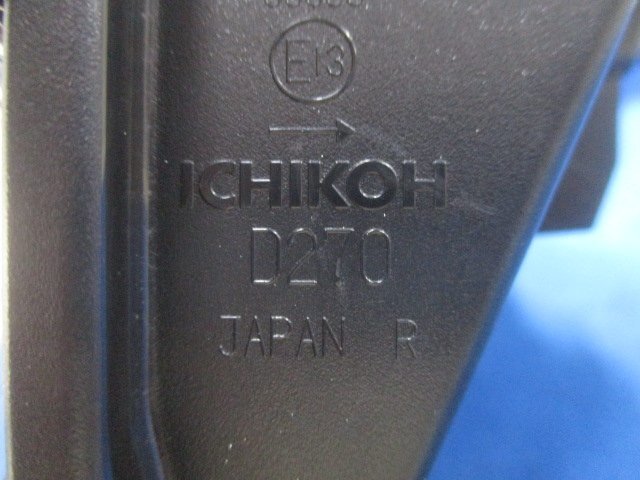 E13
→
ICHIKOH
D270
JAPAN R